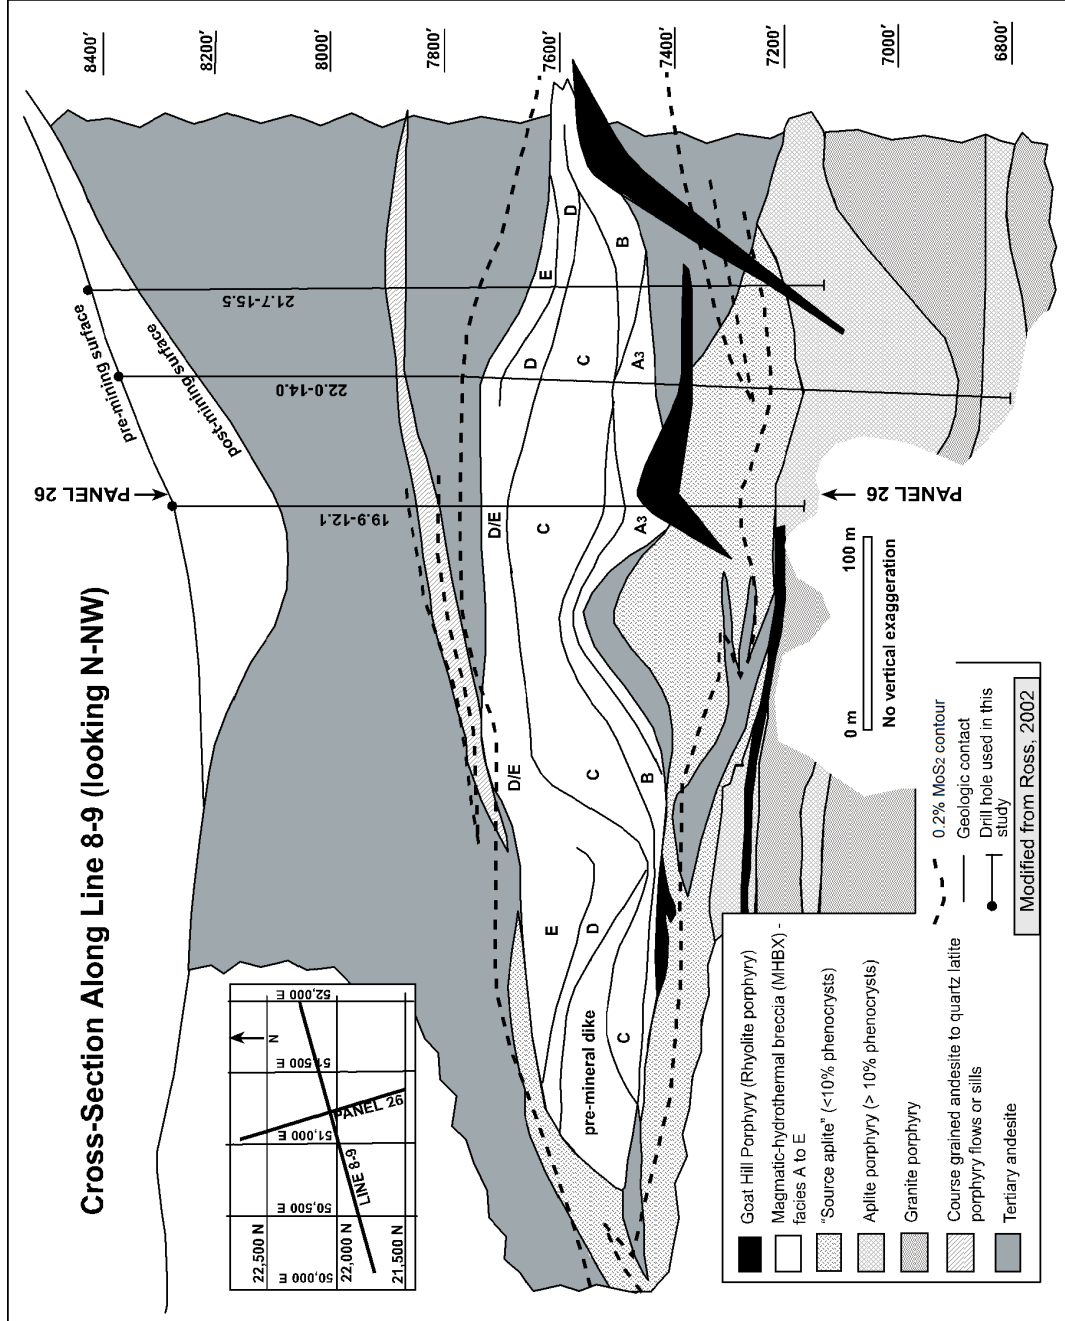 Cross-Section Along Line 8-9 (looking N-NW)
8400′
8200′
8000′
7800′
7600′
7400′
7200′
7000′
6800′
pre-mining surface
post-mining surface
PANEL 26
PANEL 26
19.9-12.1
22.0-14.0
21.7-15.5
E
D
D
E
D/E
D/E
C
C
C
D
B
A3
A3
B
E
D
C
pre-mineral dike
22,500 N
22,000 N
21,500 N
50,000 E
50,500 E
51,000 E
51,500 E
52,000 E
N
LINE 8-9
PANEL 26
0 m
100 m
No vertical exaggeration
Goat Hill Porphyry (Rhyolite porphyry)
Magmatic-hydrothermal breccia (MHBX) -
facies A to E
“Source aplite” (<10% phenocrysts)
Aplite porphyry (> 10% phenocrysts)
Granite porphyry
Course grained andesite to quartz latite
porphyry flows or sills
Tertiary andesite
0.2% MoS2 contour
Geologic contact
Drill hole used in this
study
Modified from Ross, 2002